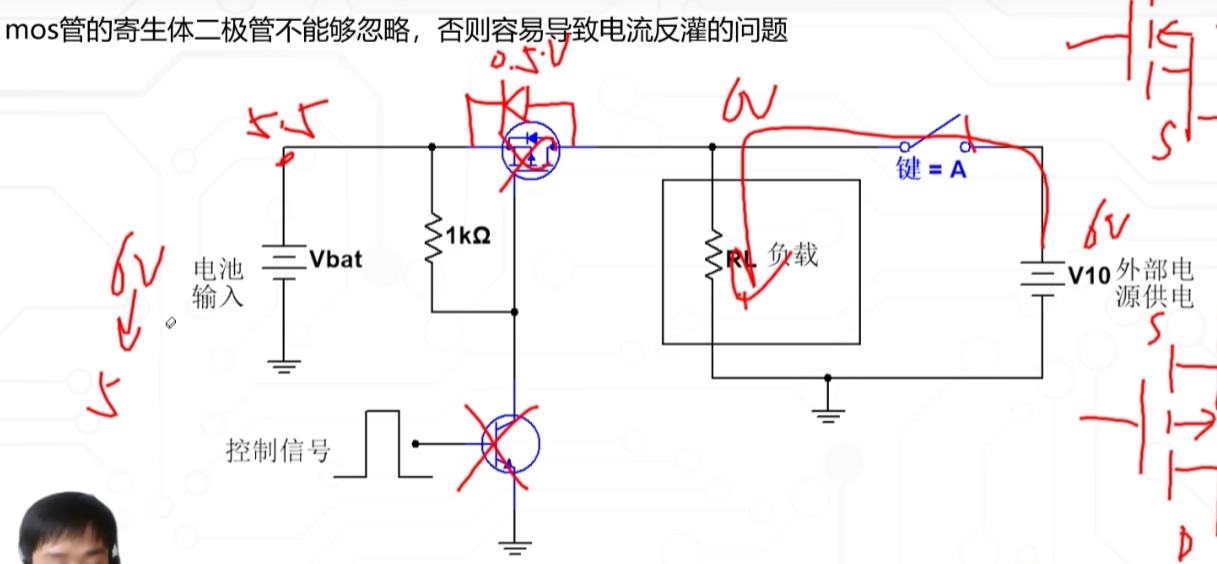 mos管的寄生体二极管不能够忽略，否则容易导致电流反灌的问题
0.5V
5.5
6V
键 = A
S
1kΩ
RL 负载
6V
6V
Vbat
电池
输入
V10 外部电
源供电
5
S
控制信号
D